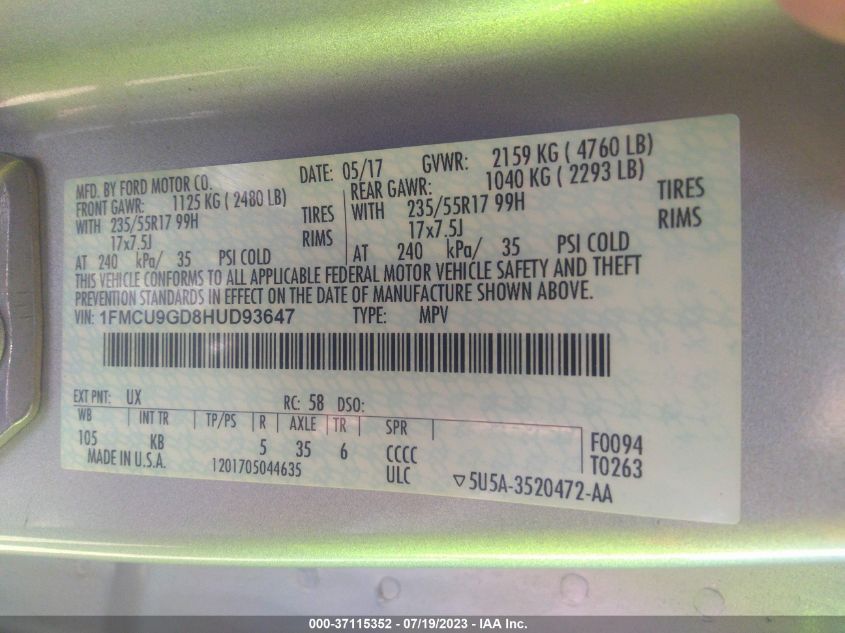 MFD. BY FORD MOTOR CO. DATE: 05/17 GVWR: 2159 KG ( 4760 LB)
FRONT GAWR: 1125 KG ( 2480 LB) REAR GAWR: 1040 KG ( 2293 LB)
WITH 235/55R17 99H TIRES WITH 235/55R17 99H TIRES
17x7.5J RIMS 17x7.5J RIMS
AT 240 kPa/ 35 PSI COLD AT 240 kPa/ 35 PSI COLD
THIS VEHICLE CONFORMS TO ALL APPLICABLE FEDERAL MOTOR VEHICLE SAFETY AND THEFT
PREVENTION STANDARDS IN EFFECT ON THE DATE OF MANUFACTURE SHOWN ABOVE.
VIN: 1FMCU9GD8HUD93647 TYPE: MPV
EXT PNT: UX RC: 58 DSO:
WB INT TR TP/PS R AXLE TR SPR
105 KB 5 35 6 CCCC F0094
MADE IN U.S.A. 1201705044635 ULC T0263
▽5U5A-3520472-AA
000-37115352 - 07/19/2023 - IAA Inc.